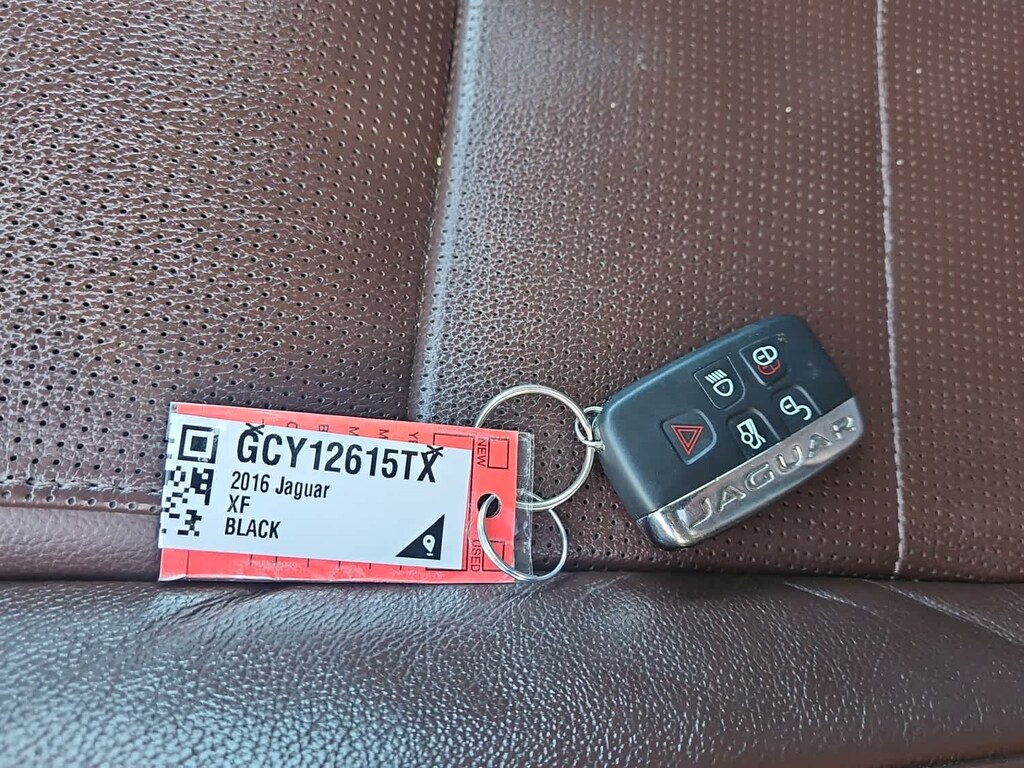 GCY12615TX
2016 Jaguar
XF
BLACK
NEW
USED
JAGUAR